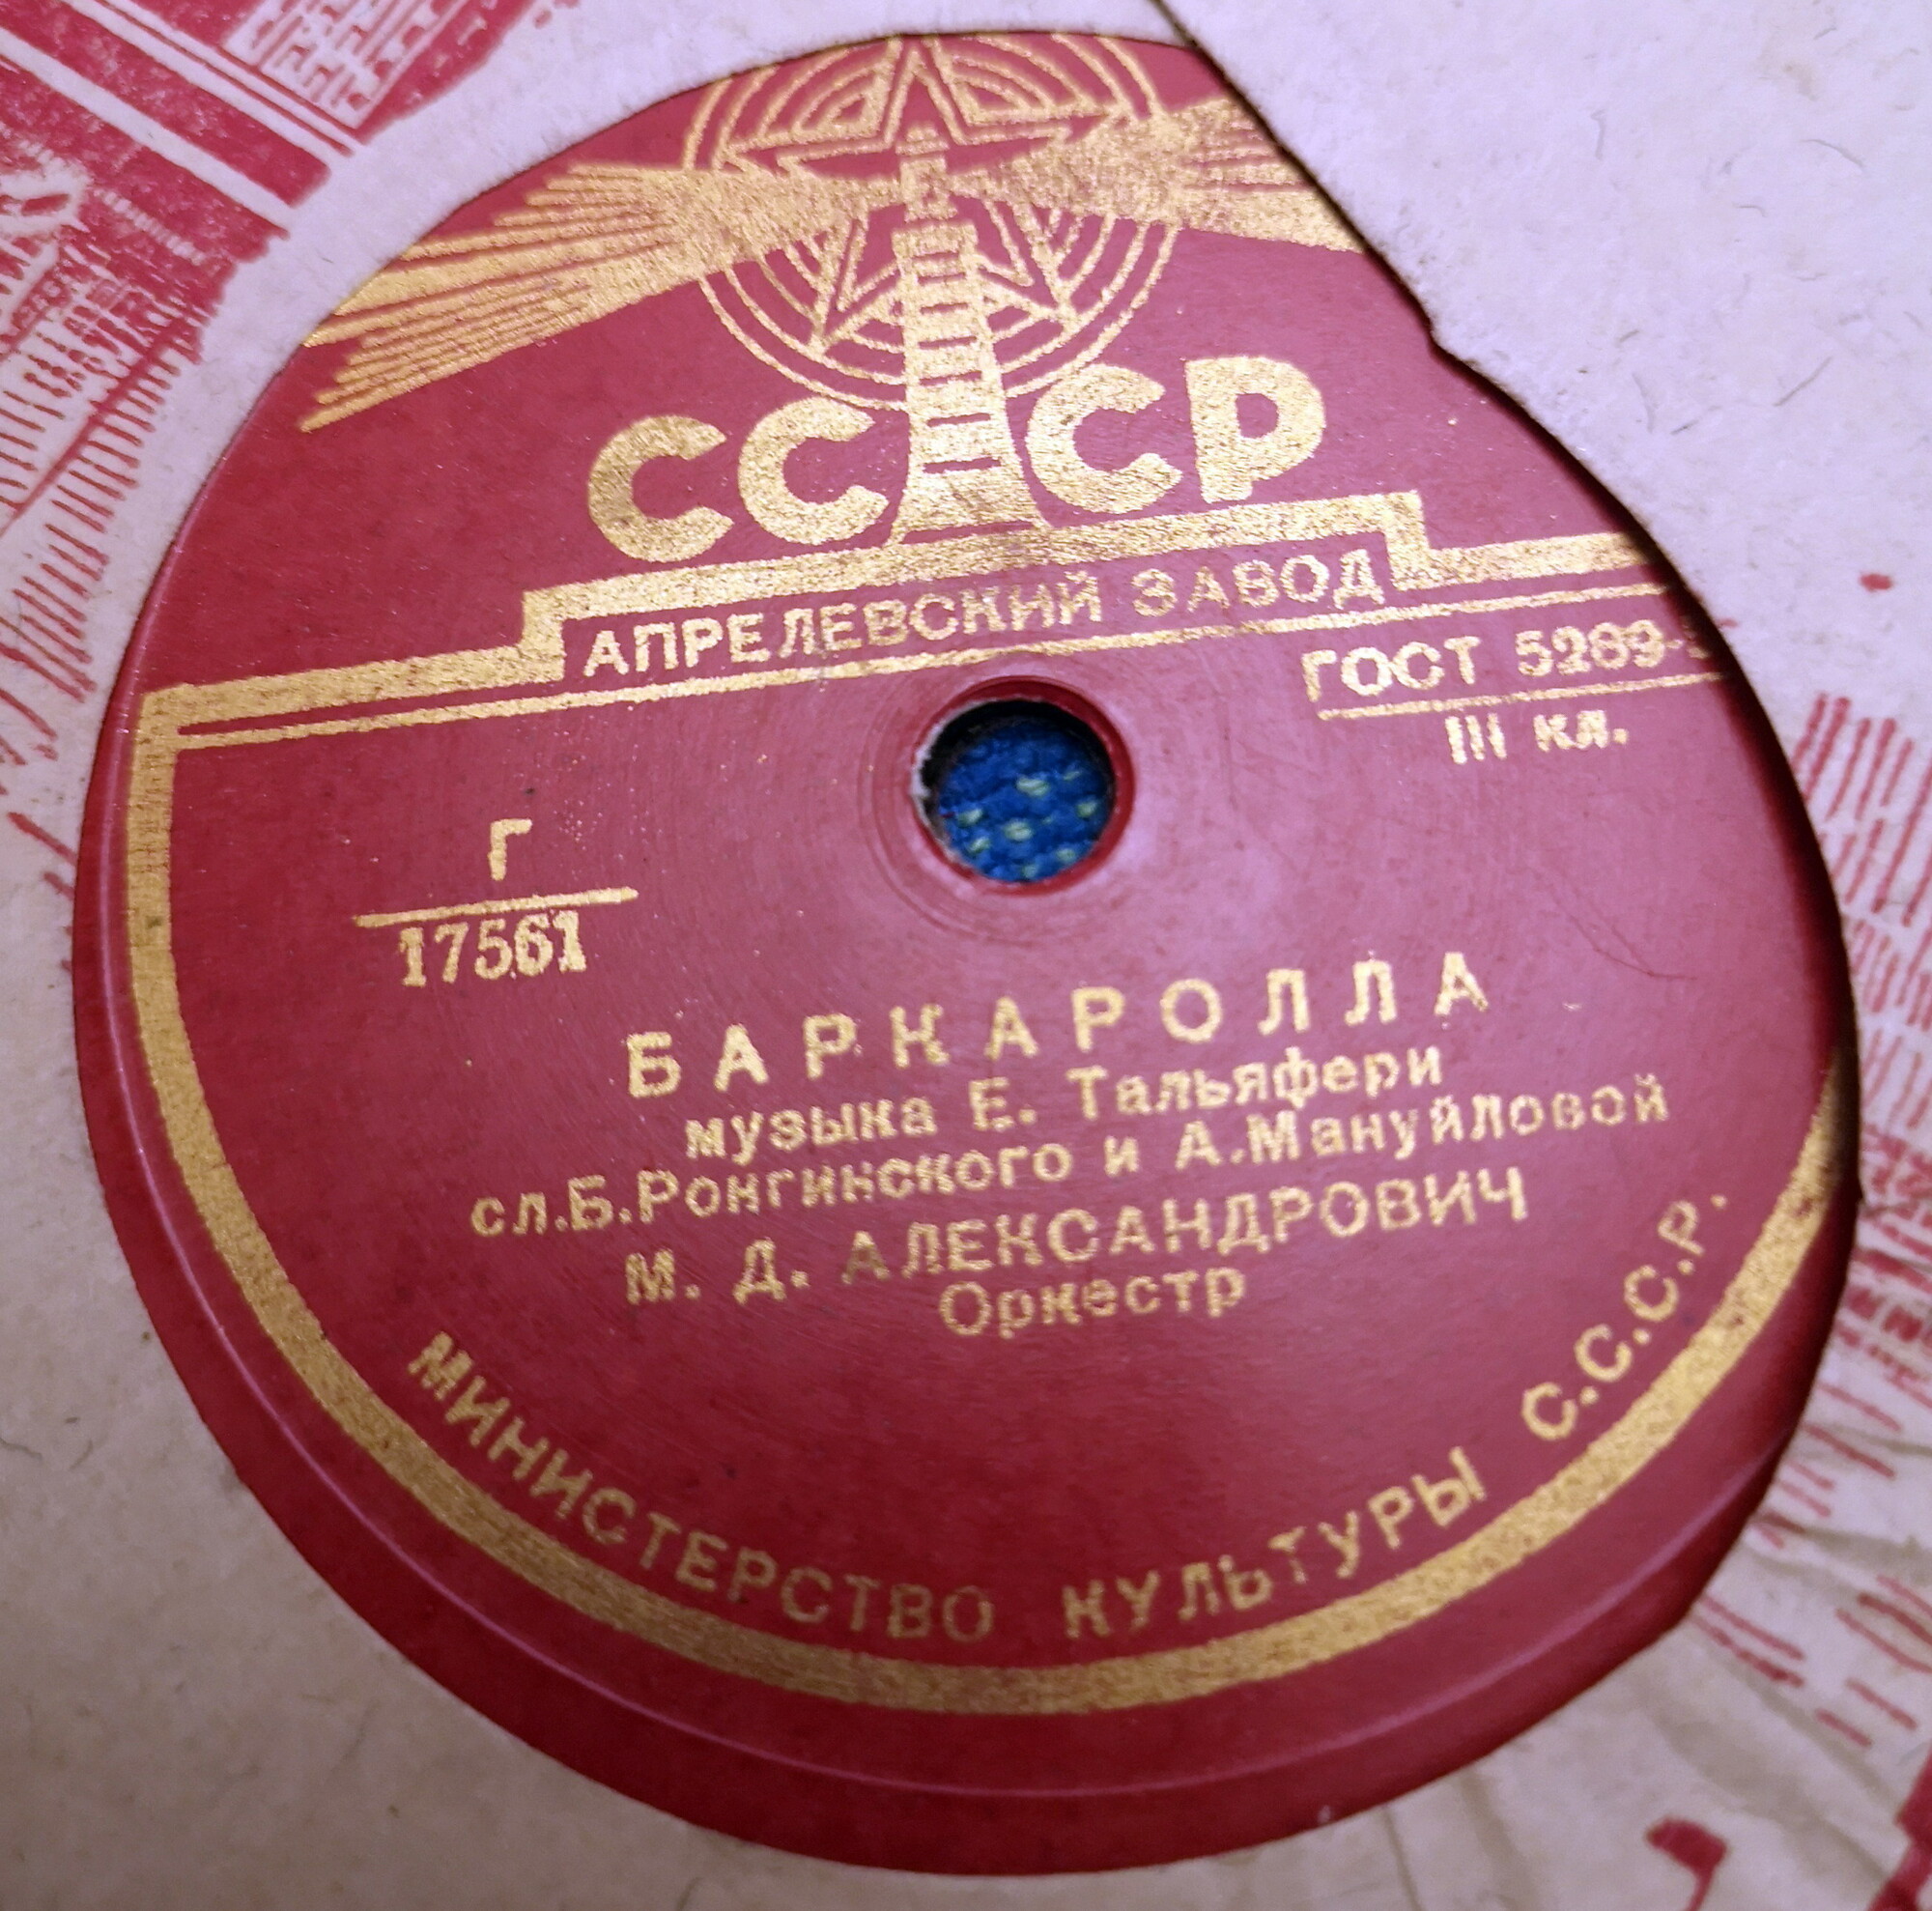 СССР
АПРЕЛЕВСКИЙ ЗАВОД
ГОСТ 5289-
III кл.
Г
17561
БАРКАРОЛЛА
музыка Е. Тальяфери
сл.Б.Ронгинского и А.Мануйловой
М. Д. АЛЕКСАНДРОВИЧ
Оркестр
МИНИСТЕРСТВО КУЛЬТУРЫ С.С.С.Р.